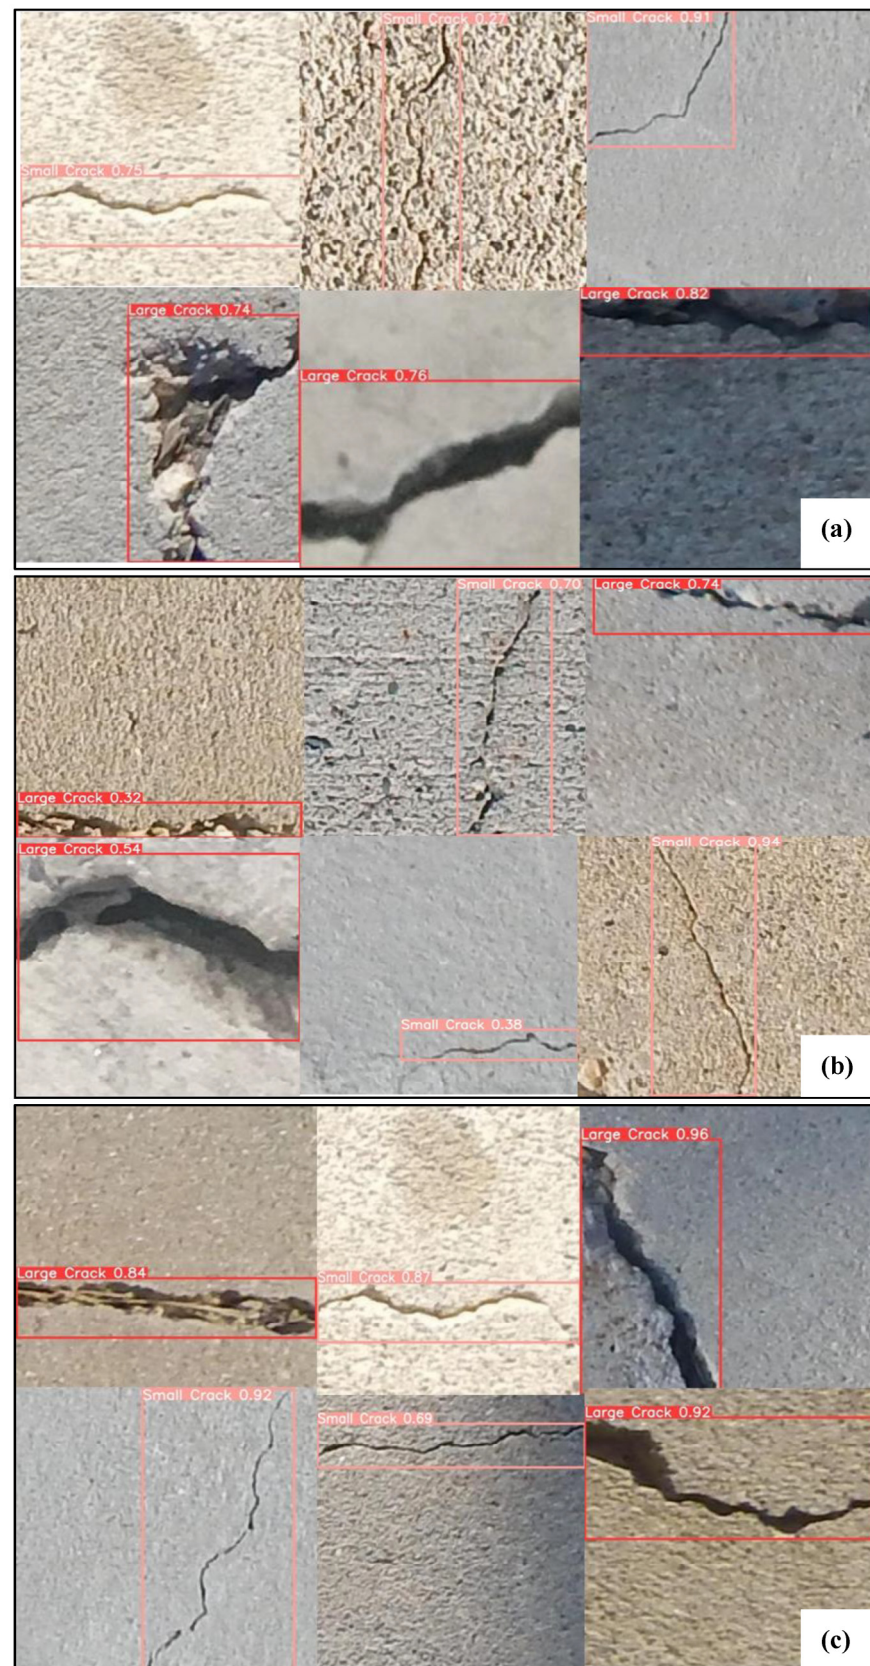 Small Crack 0.75
Small Crack 0.27
Small Crack 0.91
Large Crack 0.74
Large Crack 0.76
Large Crack 0.82
(a)
Large Crack 0.32
Small Crack 0.70
Large Crack 0.74
Large Crack 0.54
Small Crack 0.38
Small Crack 0.94
(b)
Large Crack 0.84
Small Crack 0.87
Large Crack 0.96
Small Crack 0.92
Small Crack 0.69
Large Crack 0.92
(c)